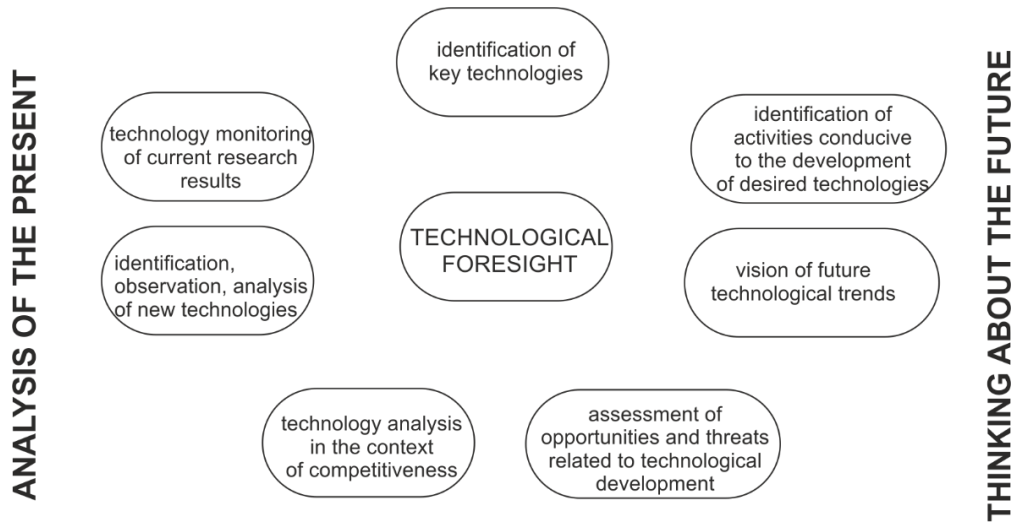 ANALYSIS OF THE PRESENT
identification of
key technologies
technology monitoring
of current research
results
identification of
activities conducive
to the development
of desired technologies
TECHNOLOGICAL
FORESIGHT
identification,
observation, analysis
of new technologies
vision of future
technological trends
technology analysis
in the context
of competitiveness
assessment of
opportunities and threats
related to technological
development
THINKING ABOUT THE FUTURE